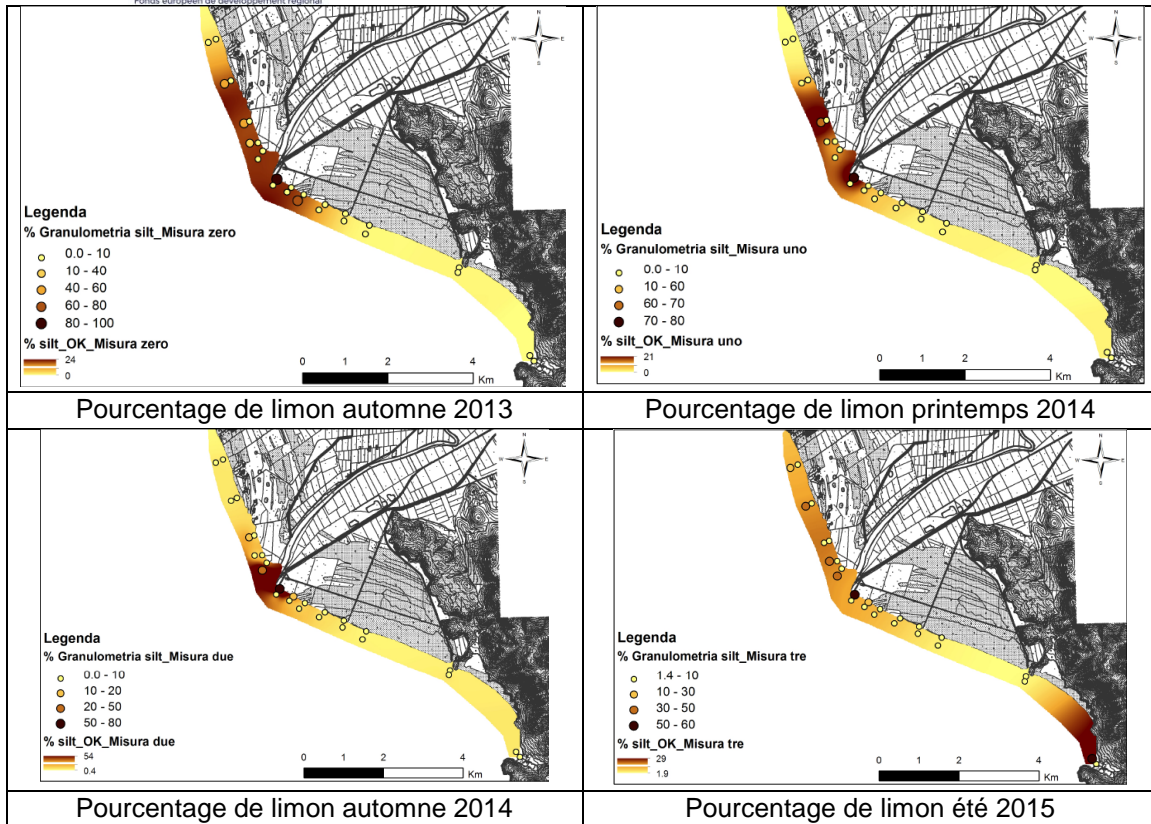 Fonds européen de développement régional
N
W E
S
Legenda
% Granulometria silt_Misura zero
0.0 - 10
10 - 40
40 - 60
60 - 80
80 - 100
% silt_OK_Misura zero
24
0
0 2 4
Km
Pourcentage de limon automne 2013
N
W E
S
Legenda
% Granulometria silt_Misura uno
0.0 - 10
10 - 60
60 - 70
70 - 80
% silt_OK_Misura uno
21
0
0 2 4
Km
Pourcentage de limon printemps 2014
N
W E
S
Legenda
% Granulometria silt_Misura due
0.0 - 10
10 - 20
20 - 50
50 - 80
% silt_OK_Misura due
54
0.4
0 2 4
Km
Pourcentage de limon automne 2014
N
W E
S
Legenda
% Granulometria silt_Misura tre
1.4 - 10
10 - 30
30 - 50
50 - 60
% silt_OK_Misura tre
29
1.9
0 2 4
Km
Pourcentage de limon été 2015